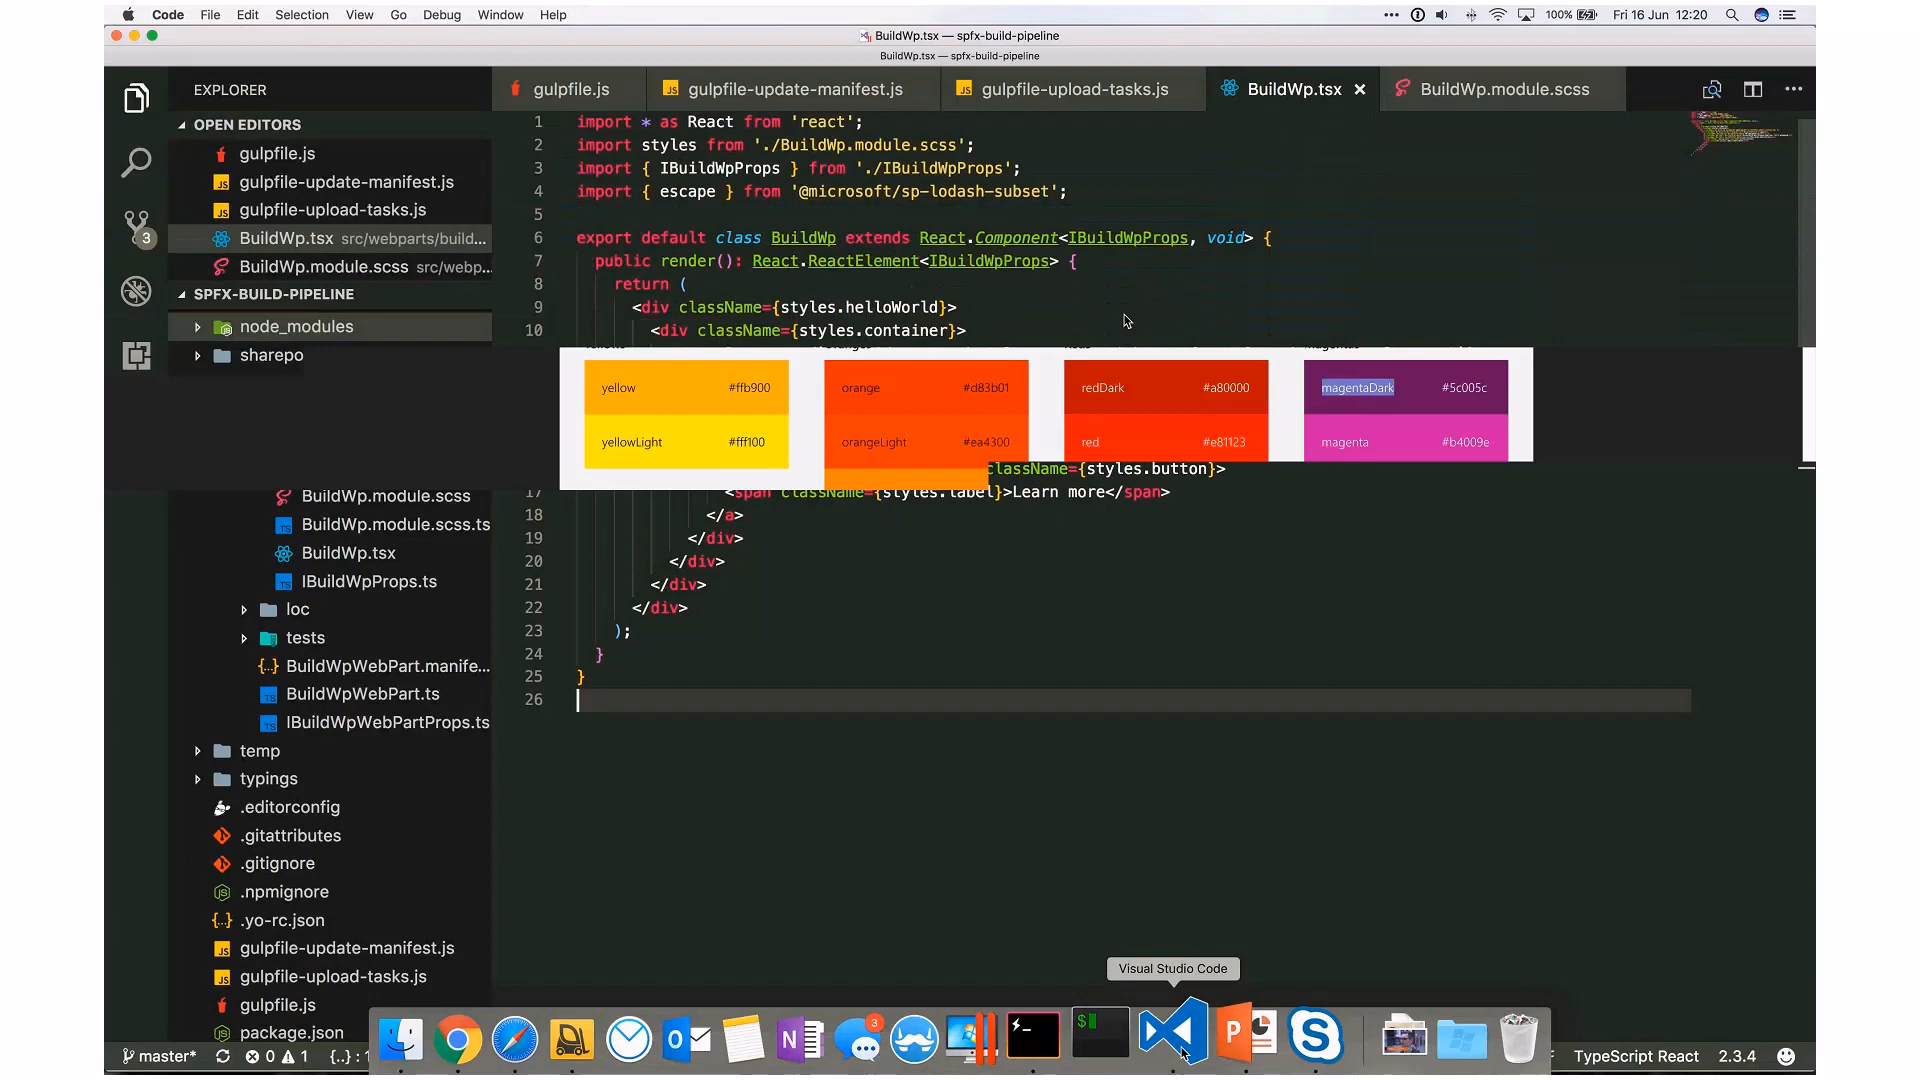 Code File Edit Selection View Go Debug Window Help 100% Fri 16 Jun 12:20
BuildWp.tsx — spfx-build-pipeline
BuildWp.tsx — spfx-build-pipeline
EXPLORER
OPEN EDITORS
gulpfile.js
gulpfile-update-manifest.js
gulpfile-upload-tasks.js
BuildWp.tsx src/webparts/build...
BuildWp.module.scss src/webp...
SPFX-BUILD-PIPELINE
node_modules
sharepo
BuildWp.module.scss
BuildWp.module.scss.ts
BuildWp.tsx
IBuildWpProps.ts
loc
tests
BuildWpWebPart.manife...
BuildWpWebPart.ts
IBuildWpWebPartProps.ts
temp
typings
.editorconfig
.gitattributes
.gitignore
.npmignore
.yo-rc.json
gulpfile-update-manifest.js
gulpfile-upload-tasks.js
gulpfile.js
package.json
3
gulpfile.js gulpfile-update-manifest.js gulpfile-upload-tasks.js BuildWp.tsx BuildWp.module.scss
1 import * as React from 'react';
2 import styles from './BuildWp.module.scss';
3 import { IBuildWpProps } from './IBuildWpProps';
4 import { escape } from '@microsoft/sp-lodash-subset';
5
6 export default class BuildWp extends React.Component<IBuildWpProps, void> {
7 public render(): React.ReactElement<IBuildWpProps> {
8 return (
9 <div className={styles.helloWorld}>
10 <div className={styles.container}>
yellow #ffb900 orange #d83b01 redDark #a80000 magentaDark #5c005c
yellowLight #fff100 orangeLight #ea4300 red #e81123 magenta #b4009e
className={styles.button}>
17 <span className={styles.label}>Learn more</span>
18 </a>
19 </div>
20 </div>
21 </div>
22 </div>
23 );
24 }
25 }
26
Visual Studio Code
3
master* 0 1 {..}: TypeScript React 2.3.4